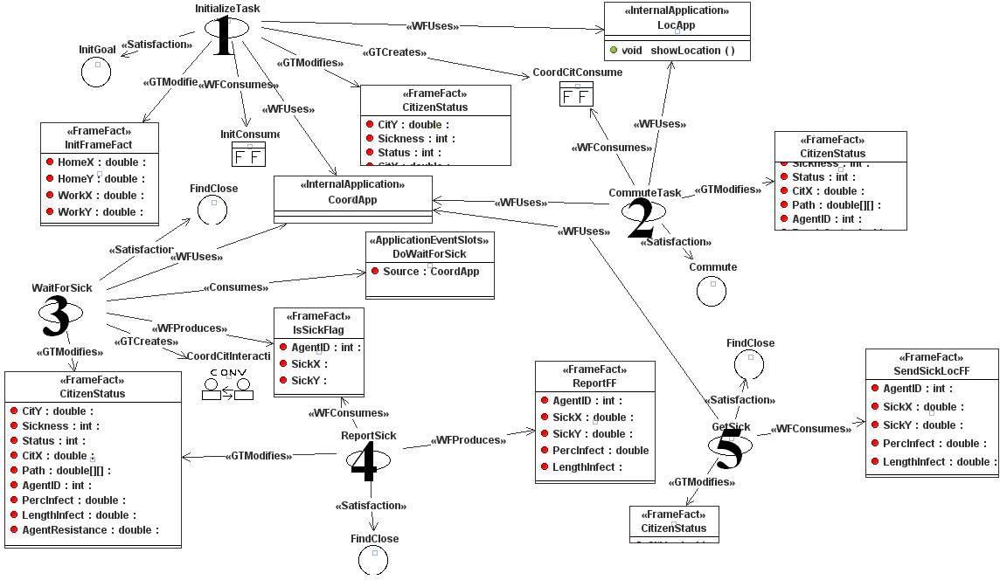 InitializeTask
1
«InternalApplication»
LocApp
void showLocation ( )
«WFUses»
InitGoal
«Satisfaction»
«GTCreates»
«GTModifies»
«GTModifie
«WFConsumes»
«WFUses»
CoordCitConsume
F F
«FrameFact»
CitizenStatus
CitY : double :
Sickness : int :
Status : int :
«FrameFact»
InitFrameFact
HomeX : double :
HomeY : double :
WorkX : double :
WorkY : double :
InitConsume
F F
«WFUses»
«WFConsumes»
«FrameFact»
CitizenStatus
Sickness : int :
Status : int :
CitX : double :
Path : double[][] :
AgentID : int :
FindClose
«InternalApplication»
CoordApp
CommuteTask
2
«GTModifies»
«WFUses»
«WFUses»
«Satisfaction»
Commute
«Satisfaction
«WFUses»
«ApplicationEventSlots»
DoWaitForSick
Source : CoordApp
WaitForSick
3
«Consumes»
«WFProduces»
«GTCreates»
«GTModifies»
«FrameFact»
IsSickFlag
AgentID : int :
SickX :
SickY :
CoordCitInteracti
CONV
«FrameFact»
CitizenStatus
CitY : double :
Sickness : int :
Status : int :
CitX : double :
Path : double[][] :
AgentID : int :
PercInfect : double :
LengthInfect : double :
AgentResistance : double :
«WFConsumes»
ReportSick
4
«GTModifies»
«WFProduces»
«Satisfaction»
FindClose
«FrameFact»
ReportFF
AgentID : int :
SickX : double :
SickY : double :
PercInfect : double
LengthInfect :
FindClose
«Satisfaction»
GetSick
5
«WFConsumes»
«GTModifies»
«FrameFact»
SendSickLocFF
AgentID : int :
SickX : double :
SickY : double :
PercInfect : double :
LengthInfect : double :
«FrameFact»
CitizenStatus